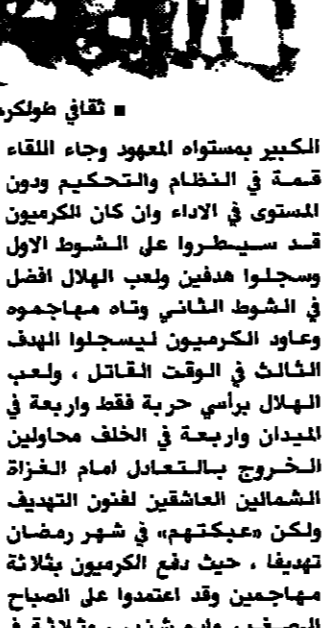 ■ ثقافي طولكرم
الكبير بمستواه المعهود وجاء اللقاء
قمة في النظام والتحكيم ودون
المستوى في الاداء وان كان الكرميون
قد سيطروا على الشوط الاول
وسجلوا هدفين ولعب الهلال افضل
في الشوط الثاني وتاه مهاجموه
وعاود الكرميون ليسجلوا الهدف
الثالث في الوقت القاتل ، ولعب
الهلال برأسي حربة فقط واربعة في
الميدان واربعة في الخلف محاولين
الخروج بالتعادل امام الغزاة
الشمالين العاشقين لفنون التهديف
ولكن «عبكتهم» في شهر رمضان
تهديفا ، حيث دفع الكرميون بثلاثة
مهاجمين وقد اعتمدوا على الصباح